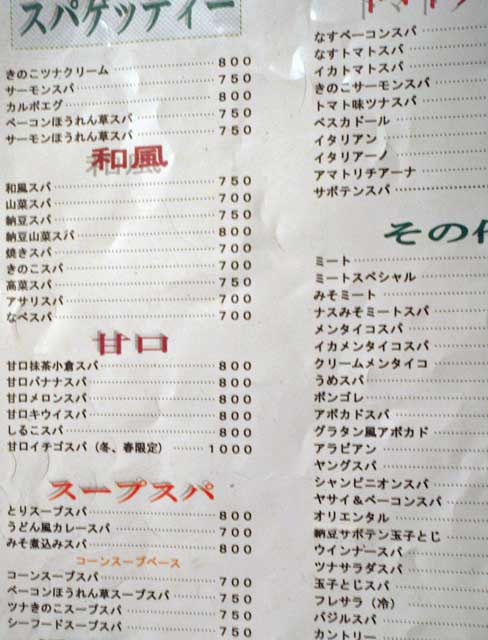 スパゲッティー
きのこツナクリーム 800
サーモンスパ 750
カルボエグ 800
ベーコンほうれん草スパ 750
サーモンほうれん草スパ 750
和風
和風スパ 750
山菜スパ 700
納豆スパ 750
納豆山菜スパ 800
焼きスパ 700
きのこスパ 700
高菜スパ 750
アサリスパ 700
なべスパ 700
甘口
甘口抹茶小倉スパ 800
甘口バナナスパ 800
甘口メロンスパ 800
甘口キウイスパ 800
しるこスパ 800
甘口イチゴスパ（冬、春限定） 1000
スープスパ
とりスープスパ 800
うどん風カレースパ 700
みそ煮込みスパ 800
コーンスープベース
コーンスープスパ 700
ベーコンほうれん草スープスパ 750
ツナきのこスープスパ 750
シーフードスープスパ 750
なすベーコンスパ
なすトマトスパ
イカトマトスパ
きのこサーモンスパ
トマト味ツナスパ
ペスカドール
イタリアン
イタリアーノ
アマトリチアーナ
サボテンスパ
その
ミート
ミートスペシャル
みそミート
ナスみそミートスパ
メンタイコスパ
イカメンタイコスパ
クリームメンタイコ
うめスパ
ボンゴレ
アボカドスパ
グラタン風アボカド
アラビアン
ヤングスパ
シャンピニオンスパ
ヤサイ＆ベーコンスパ
オリエンタル
納豆サボテン玉子とじ
ウインナースパ
ツナサラダスパ
玉子とじスパ
フレサラ（冷）
バジルスパ
カントリー